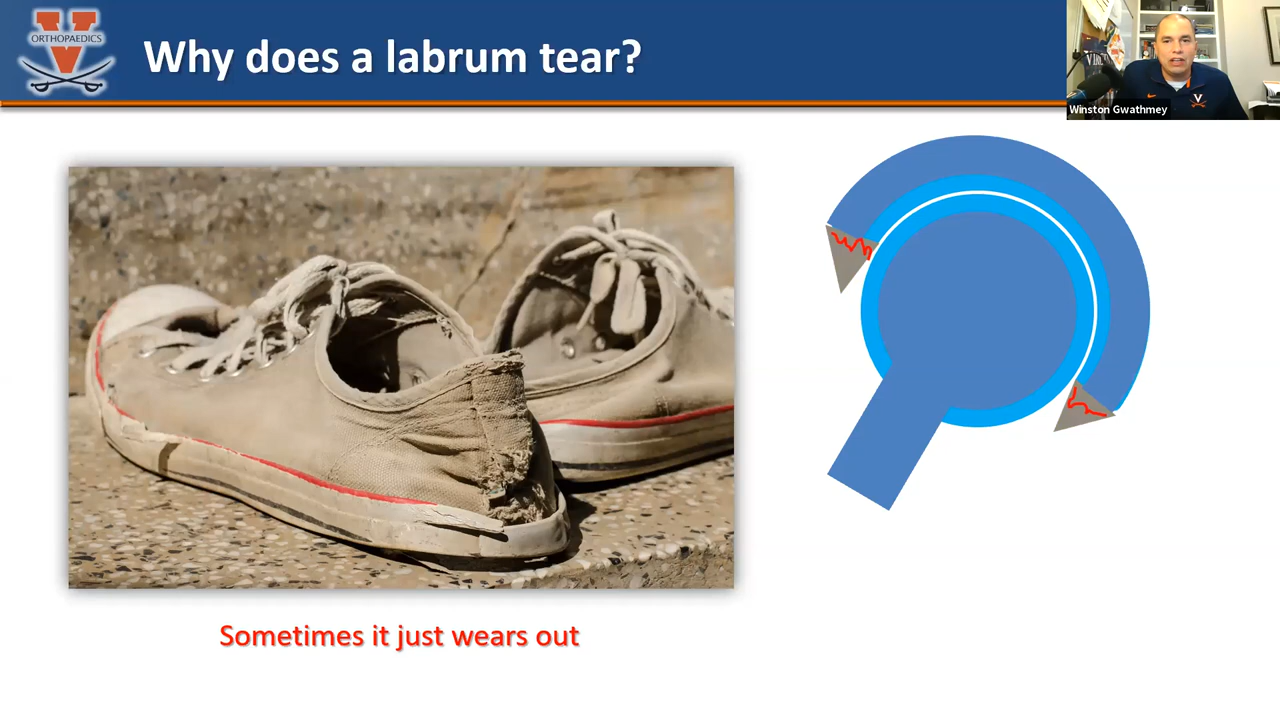 V
ORTHOPAEDICS
Why does a labrum tear?
Winston Gwathmey
Sometimes it just wears out